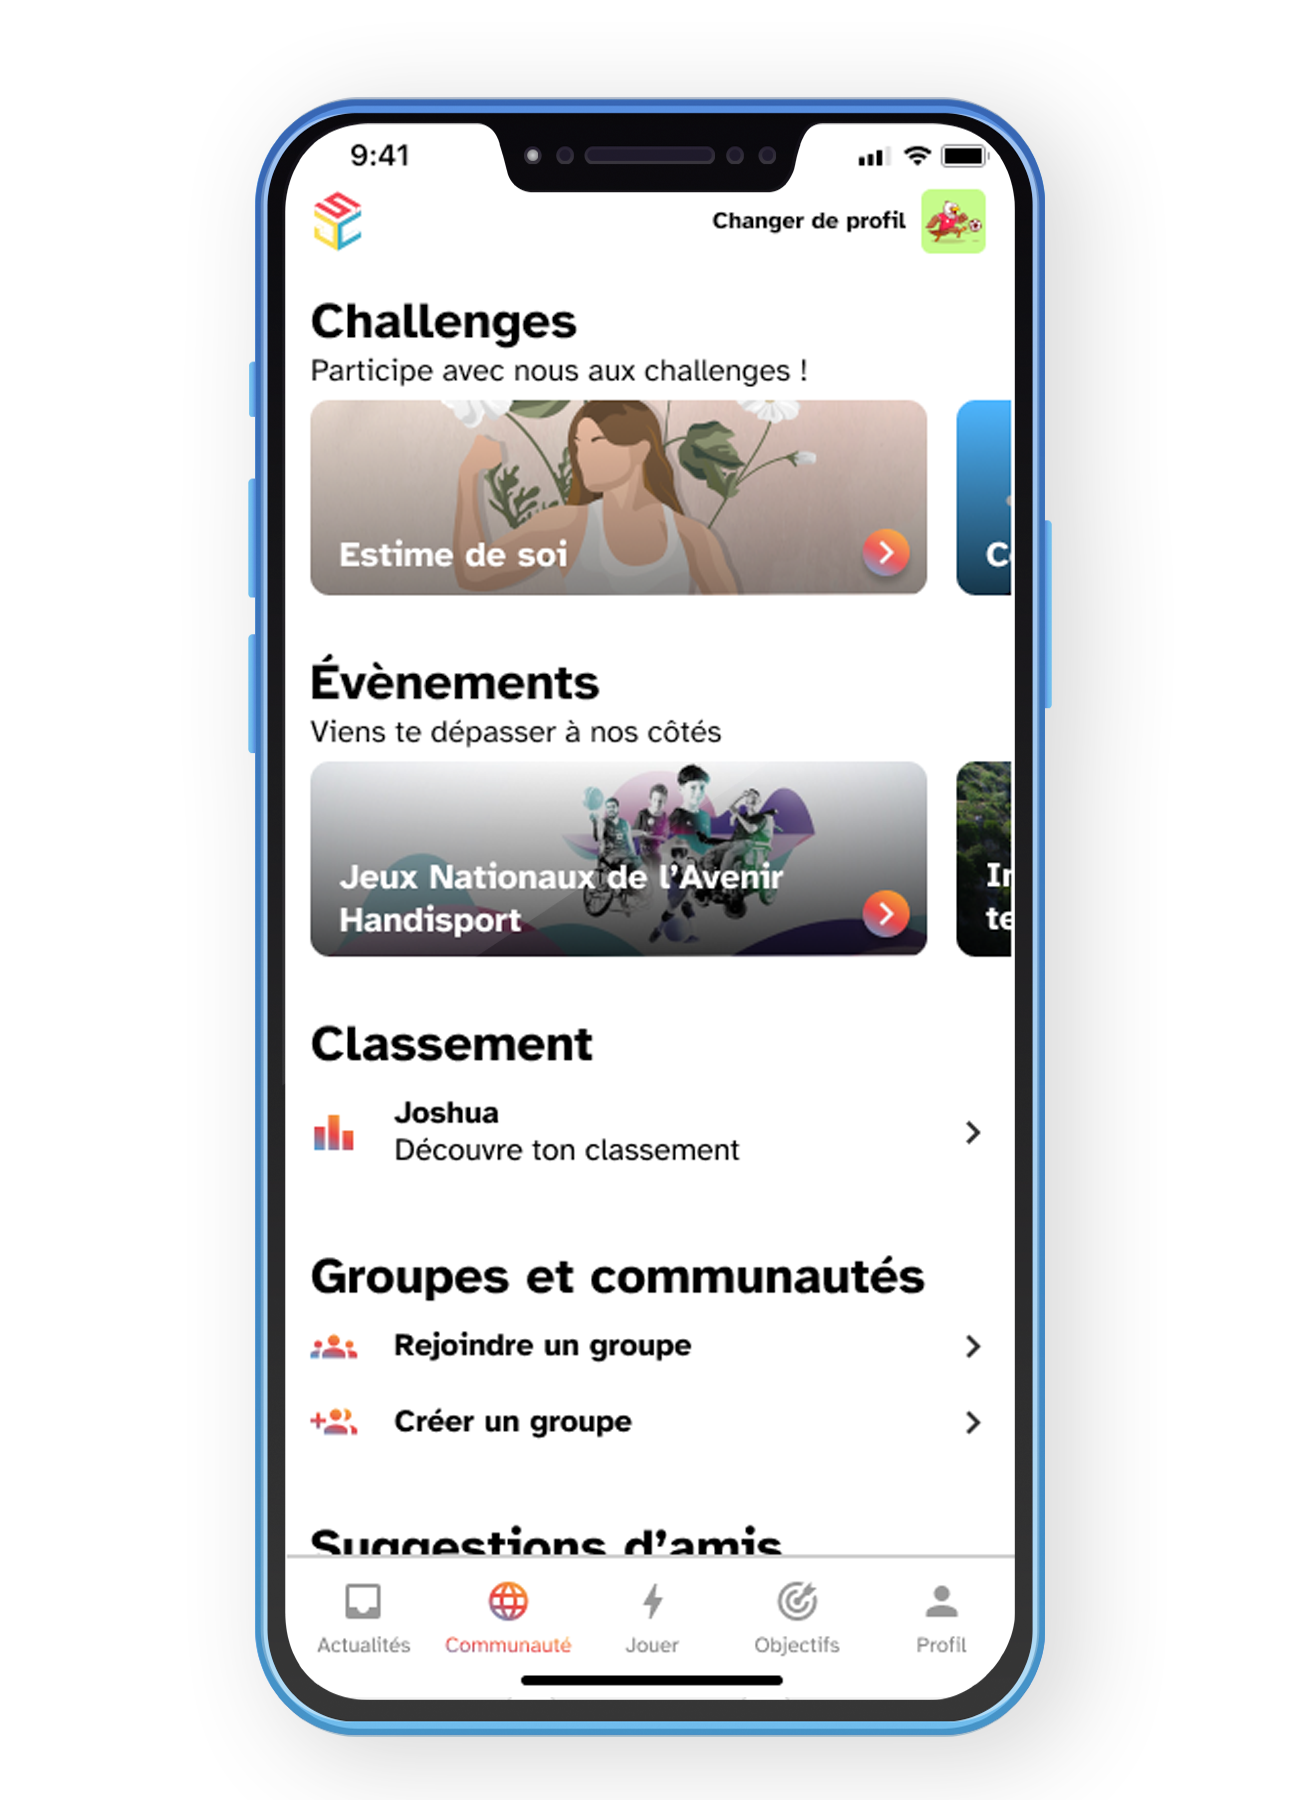 9:41
Changer de profil
Challenges
Participe avec nous aux challenges !
Estime de soi
Évènements
Viens te dépasser à nos côtés
Jeux Nationaux de l’Avenir
Handisport
Classement
Joshua
Découvre ton classement
Groupes et communautés
Rejoindre un groupe
Créer un groupe
Suggestions d’amis
Actualités
Communauté
Jouer
Objectifs
Profil